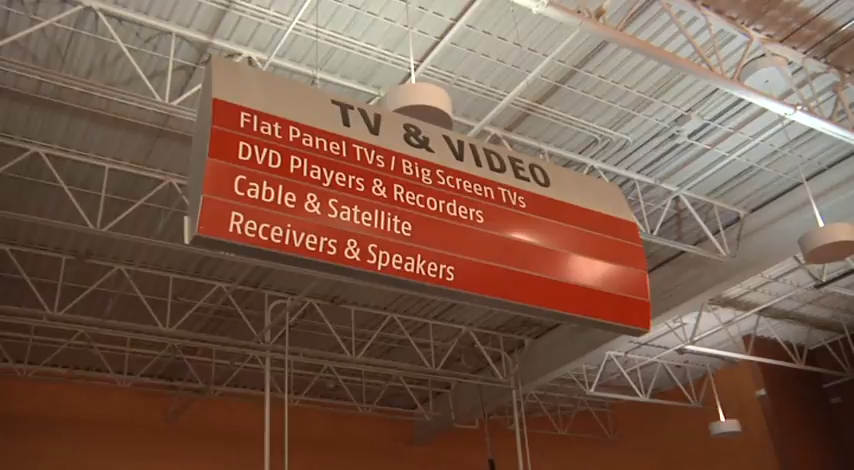 TV & VIDEO
Flat Panel TVs / Big Screen TVs
DVD Players & Recorders
Cable & Satellite
Receivers & Speakers